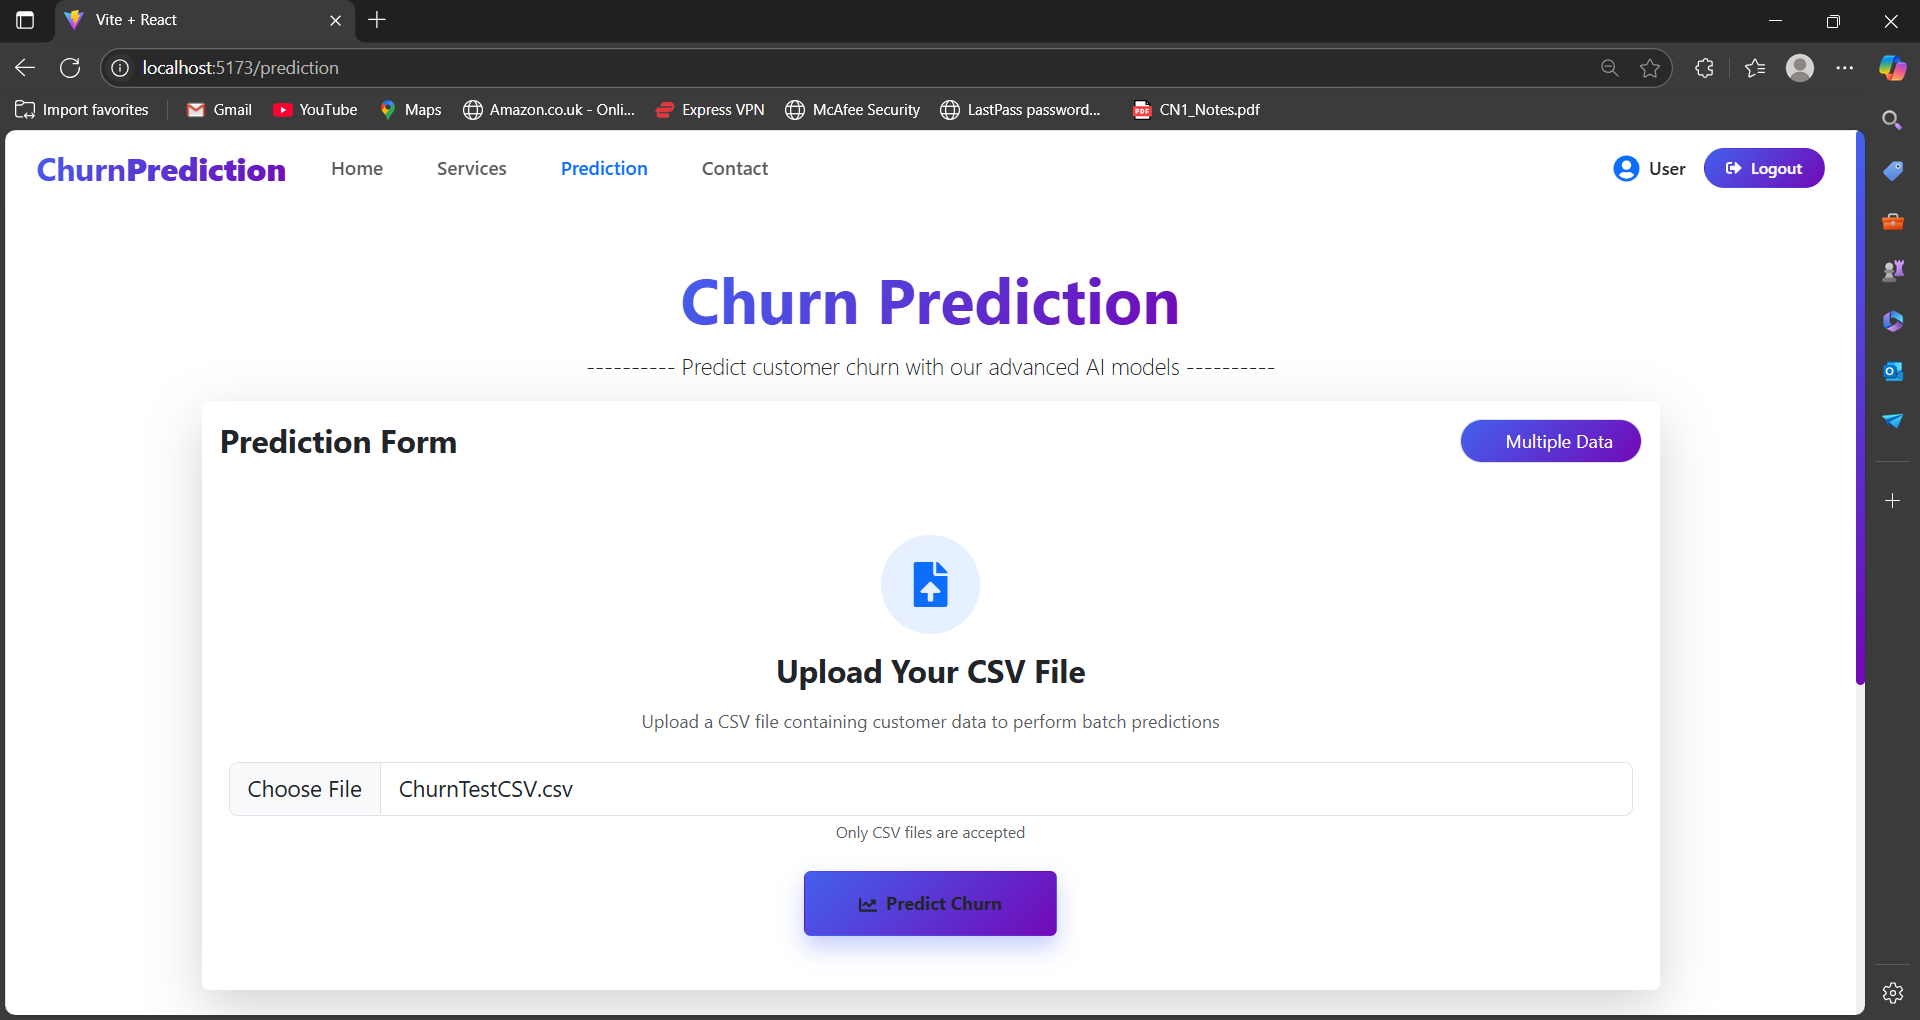 Vite + React
localhost:5173/prediction
Import favorites
Gmail
YouTube
Maps
Amazon.co.uk - Onli...
Express VPN
McAfee Security
LastPass password...
PDF
CN1_Notes.pdf
ChurnPrediction
Home
Services
Prediction
Contact
User
Logout
Churn Prediction
---------- Predict customer churn with our advanced AI models ----------
Prediction Form
Multiple Data
Upload Your CSV File
Upload a CSV file containing customer data to perform batch predictions
Choose File
ChurnTestCSV.csv
Only CSV files are accepted
Predict Churn